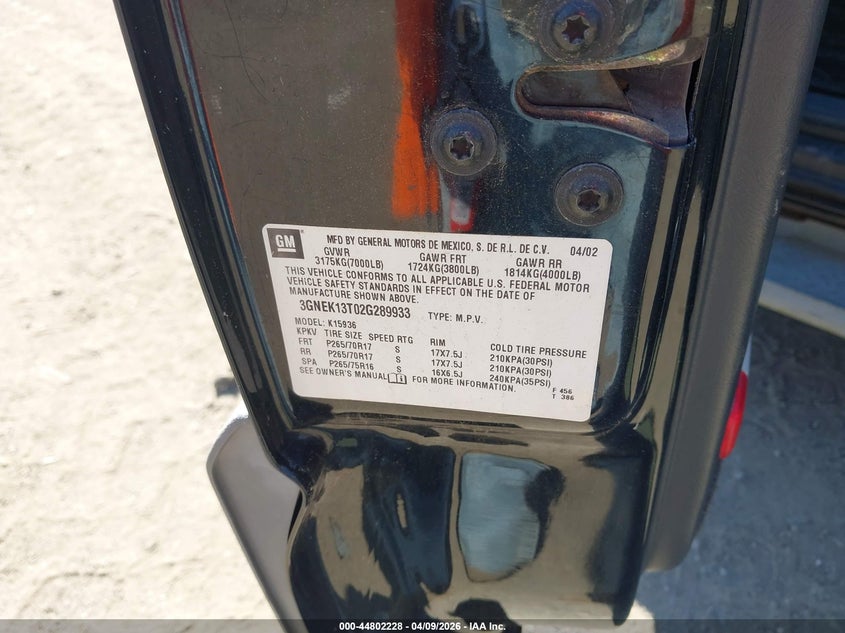 GM
MFD BY GENERAL MOTORS DE MEXICO, S. DE R.L. DE C.V. 04/02
GVWR GAWR FRT GAWR RR
3175KG(7000LB) 1724KG(3800LB) 1814KG(4000LB)
THIS VEHICLE CONFORMS TO ALL APPLICABLE U.S. FEDERAL MOTOR
VEHICLE SAFETY STANDARDS IN EFFECT ON THE DATE OF
MANUFACTURE SHOWN ABOVE.
3GNEK13T02G289933 TYPE: M.P.V.
MODEL: K15936
KPKV TIRE SIZE SPEED RTG RIM COLD TIRE PRESSURE
FRT P265/70R17 S 17X7.5J 210KPA(30PSI)
RR P265/70R17 S 17X7.5J 210KPA(30PSI)
SPA P265/75R16 S 16X6.5J 240KPA(35PSI)
SEE OWNER'S MANUAL FOR MORE INFORMATION.
F 456
T 386
000-44802228 - 04/09/2026 - IAA Inc.